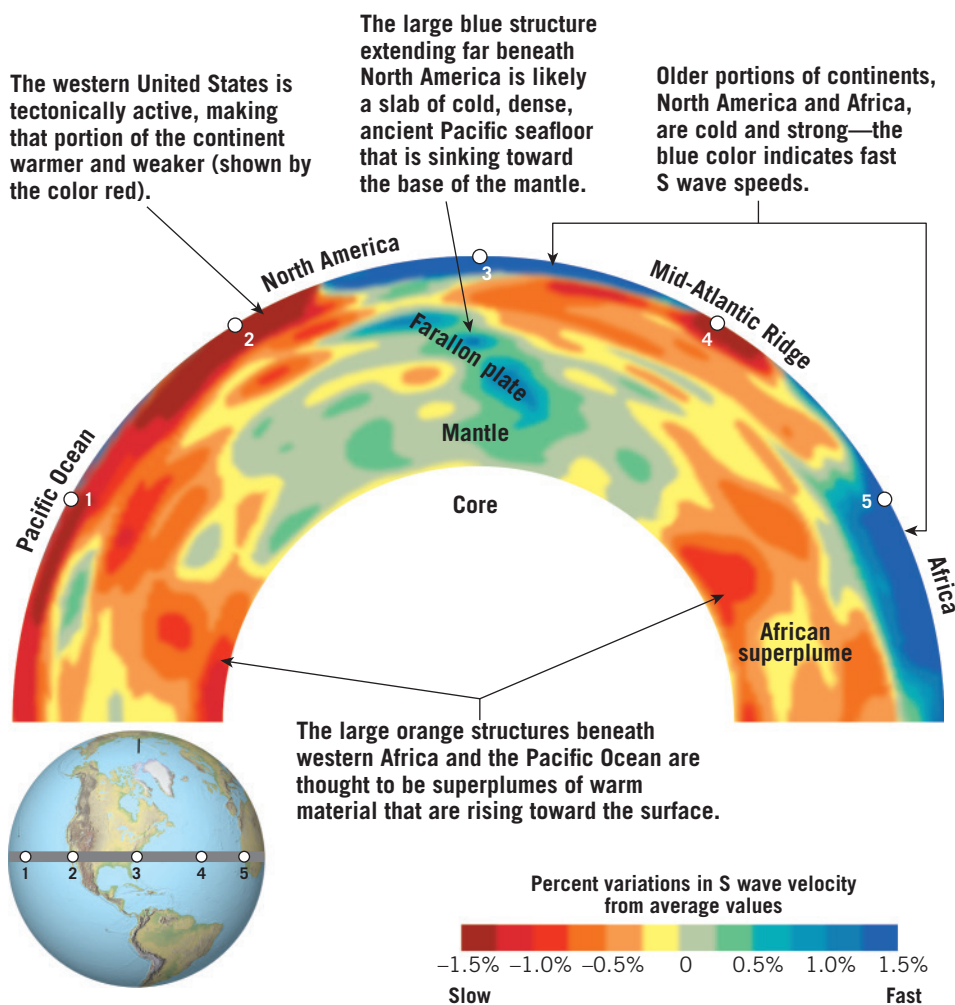 The large blue structure
extending far beneath
North America is likely
a slab of cold, dense,
ancient Pacific seafloor
that is sinking toward
the base of the mantle.
The western United States is
tectonically active, making
that portion of the continent
warmer and weaker (shown by
the color red).
Older portions of continents,
North America and Africa,
are cold and strong—the
blue color indicates fast
S wave speeds.
North America
3
Mid-Atlantic Ridge
2
4
Farallon plate
Mantle
Pacific Ocean
1
Core
5
Africa
African
superplume
The large orange structures beneath
western Africa and the Pacific Ocean are
thought to be superplumes of warm
material that are rising toward the surface.
1 2 3 4 5
Percent variations in S wave velocity
from average values
−1.5% −1.0% −0.5% 0 0.5% 1.0% 1.5%
Slow Fast